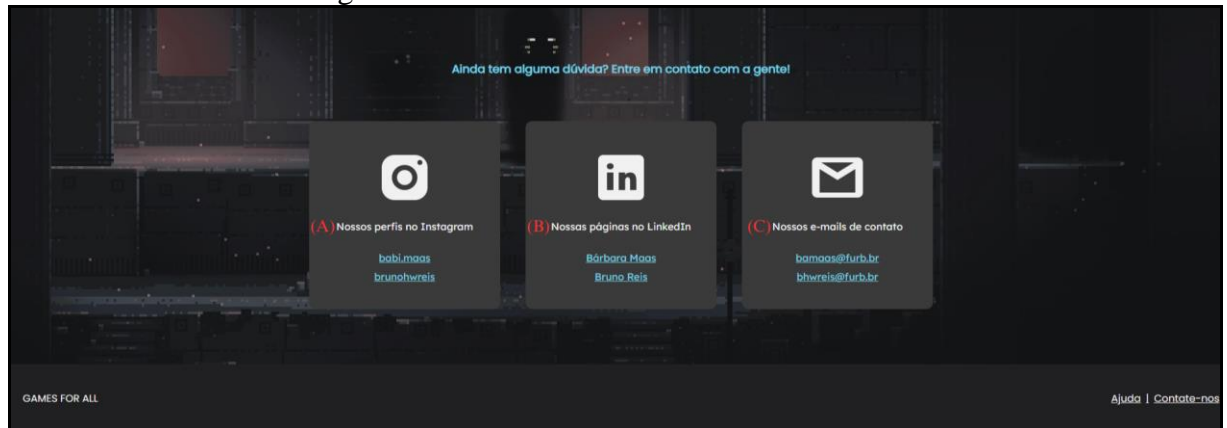 Ainda tem alguma dúvida? Entre em contato com a gente!
in
(A) Nossos perfis no Instagram
babi.maas
brunohwreis
(B) Nossas páginas no LinkedIn
Bárbara Maas
Bruno Reis
(C) Nossos e-mails de contato
bamaas@furb.br
bhwreis@furb.br
GAMES FOR ALL
Ajuda | Contate-nos